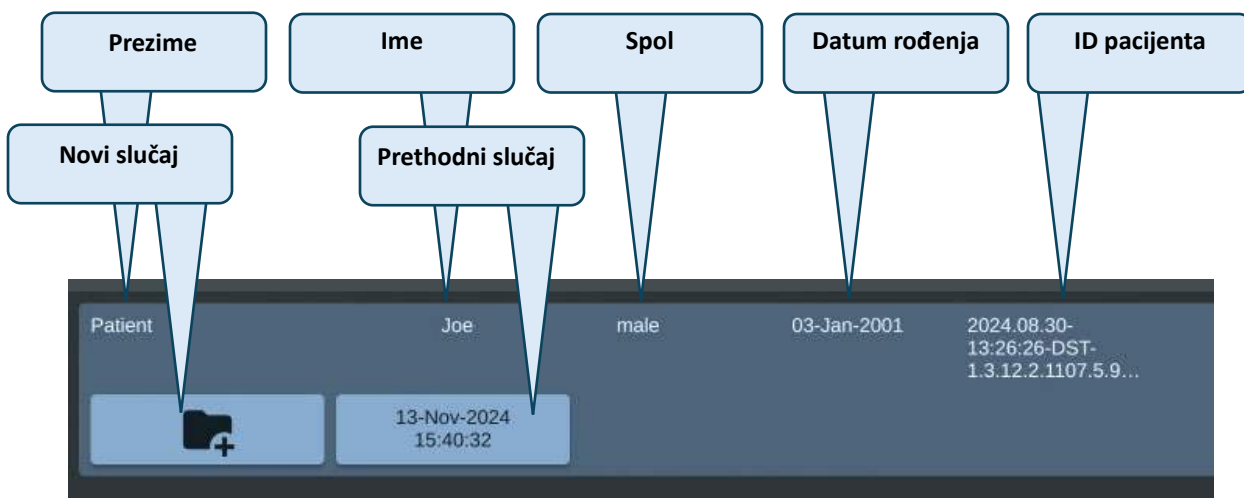 Prezime
Ime
Spol
Datum rođenja
ID pacijenta
Novi slučaj
Prethodni slučaj
Patient
Joe
male
03-Jan-2001
2024.08.30-
13:26:26-DST-
1.3.12.2.1107.5.9...
13-Nov-2024
15:40:32